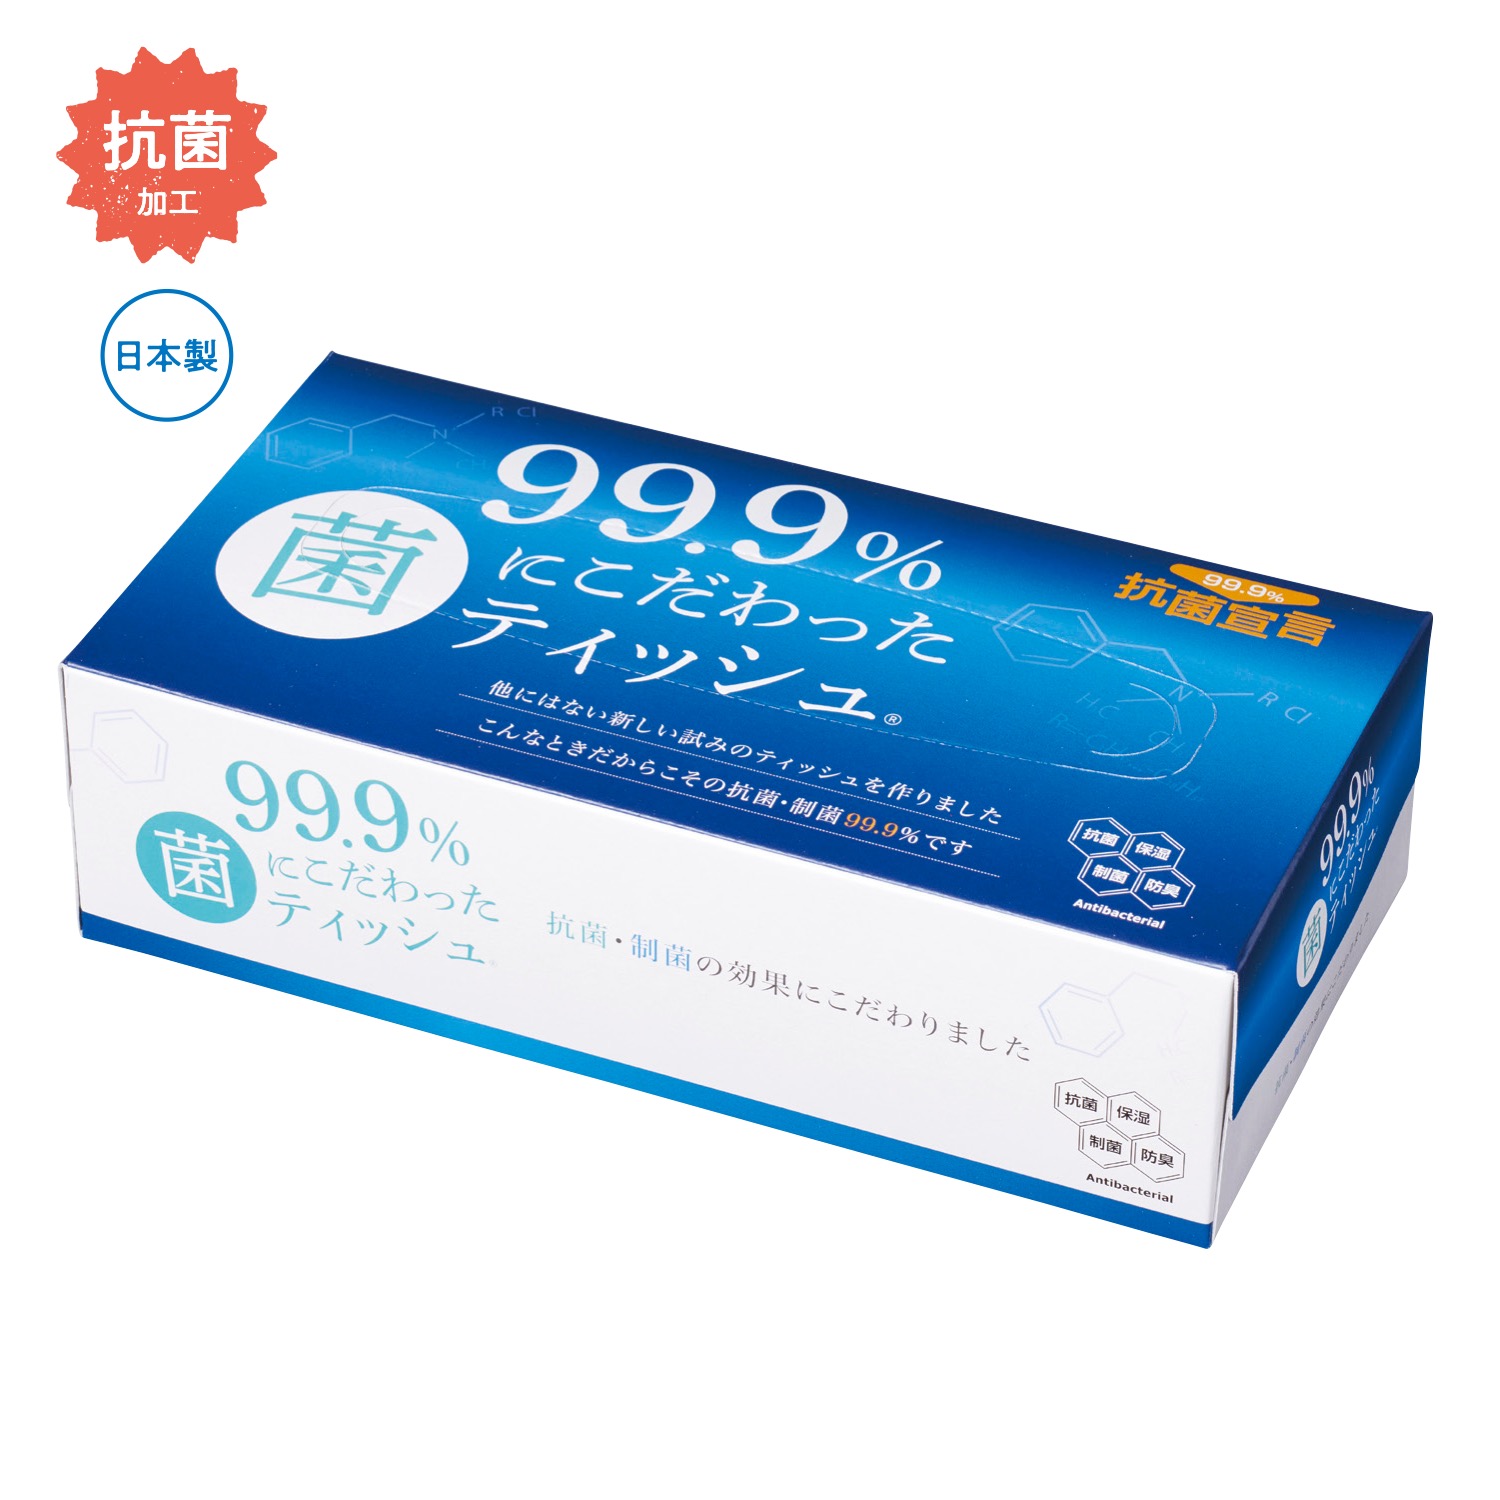 抗菌
加工
日本製
R Cl
N
99.9%
菌
にこだわった
ティッシュ®
他にはない新しい試みのティッシュを作りました
こんなときだからこその抗菌・制菌99.9%です
99.9%
抗菌宣言
N
R Cl
HC
CH
抗菌
保湿
制菌
防臭
Antibacterial
99.9%
菌
にこだわった
ティッシュ
抗菌・制菌の効果にこだわりました
抗菌
保湿
制菌
防臭
Antibacterial
99.9%
菌
にこだわった
ティッシュ